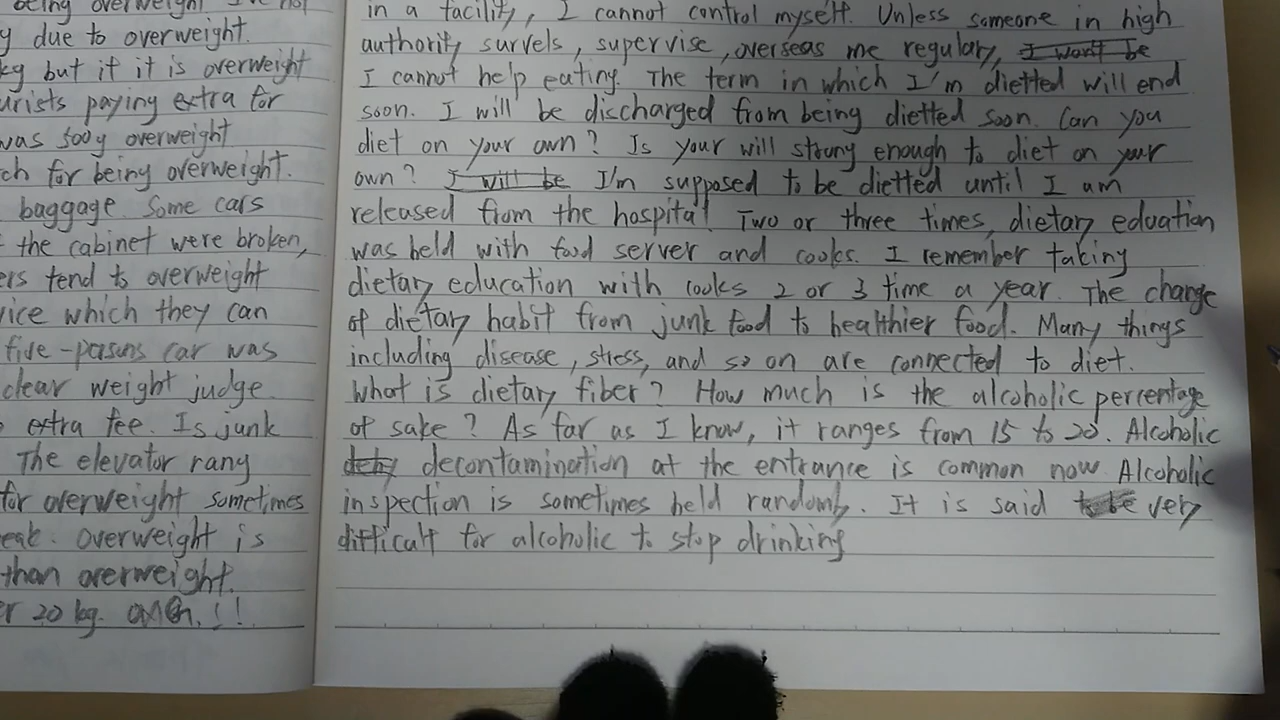 being overweight I've not
y due to overweight.
kg but if it is overweight
urists paying extra for
was 500g overweight
ch for being overweight.
baggage. Some cars
the cabinet were broken,
ers tend to overweight
ice which they can
five-persons car was
clear weight judge.
extra fee. Is junk
The elevator rang
for overweight sometimes
eak. Overweight is
than overweight.
er 20 kg.
in a facility, I cannot control myself. Unless someone in high
authority survels, supervise, overseas me regulary, I won't be
I cannot help eating. The term in which I'm dietted will end
soon. I will be discharged from being dietted soon. Can you
diet on your own? Is your will strong enough to diet on your
own? I will be I'm supposed to be dietted until I am
released from the hospital. Two or three times, dietary eduation
was held with food server and cooks. I remember taking
dietary education with cooks 2 or 3 time a year. The change
of dietary habit from junk food to healthier food. Many things
including disease, stress, and so on are connected to diet.
What is dietary fiber? How much is the alcoholic percentage
of sake? As far as I know, it ranges from 15 to 20. Alcoholic
decontamination at the entrance is common now. Alcoholic
inspection is sometimes held randomly. It is said to be very
difficult for alcoholic to stop drinking